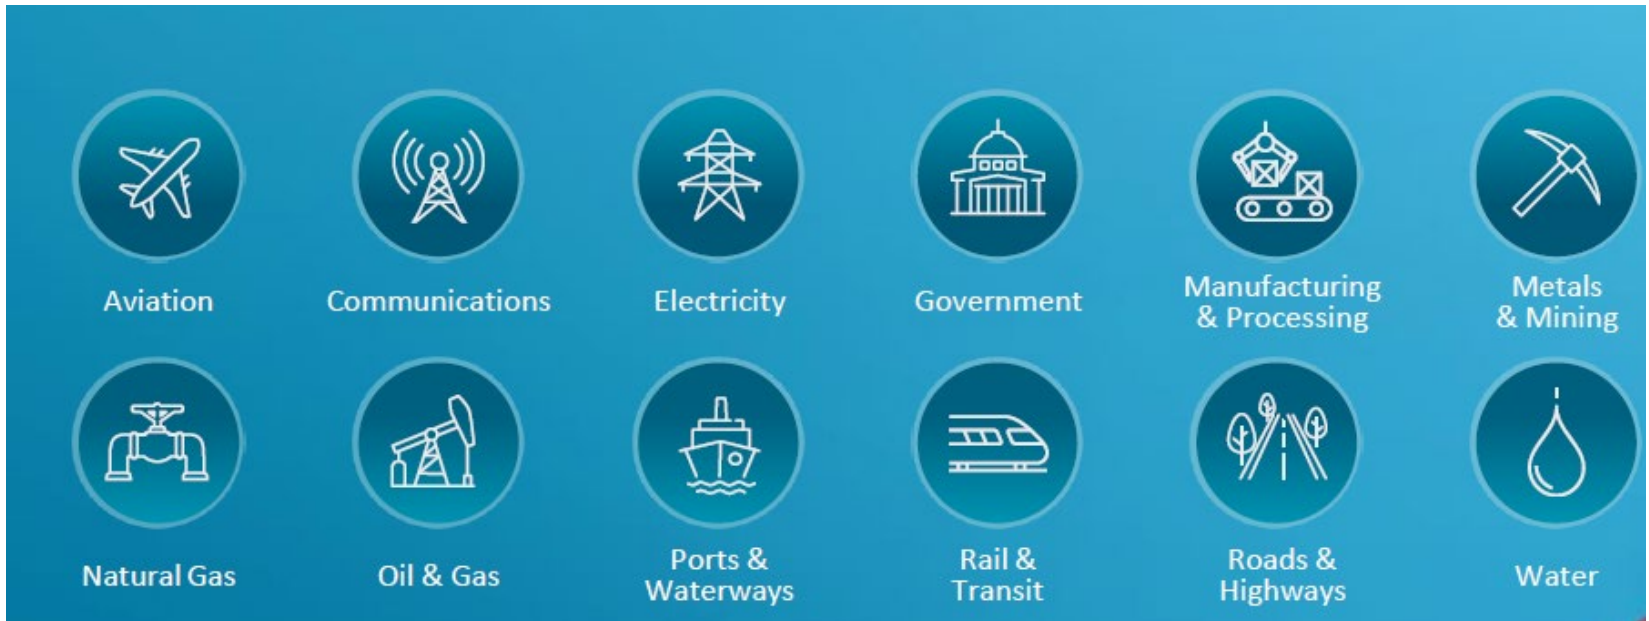 Aviation
Communications
Electricity
Government
Manufacturing
& Processing
Metals
& Mining
Natural Gas
Oil & Gas
Ports &
Waterways
Rail &
Transit
Roads &
Highways
Water